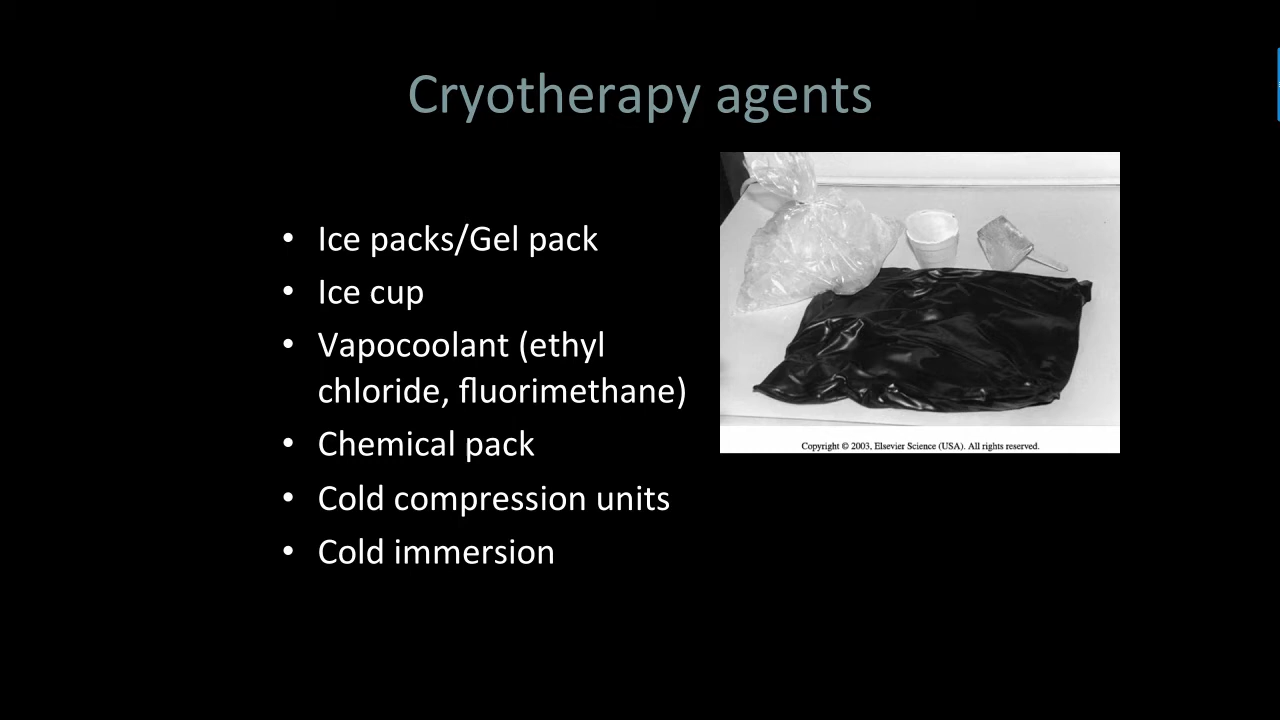 Cryotherapy agents
• Ice packs/Gel pack
• Ice cup
• Vapocoolant (ethyl
chloride, fluorimethane)
• Chemical pack
• Cold compression units
• Cold immersion
Copyright © 2003, Elsevier Science (USA). All rights reserved.